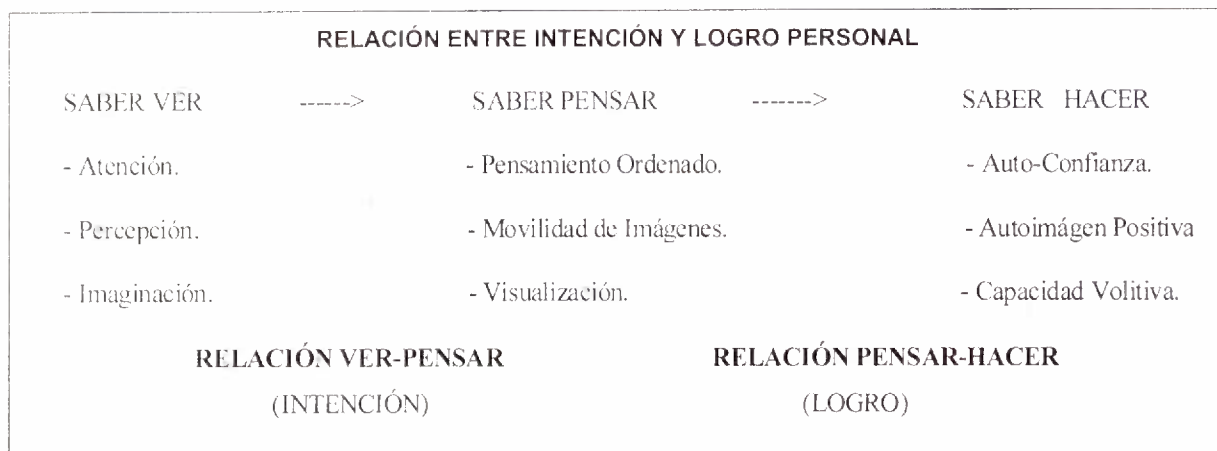 RELACIÓN ENTRE INTENCIÓN Y LOGRO PERSONAL
SABER VER ------> SABER PENSAR -------> SABER HACER
- Atención. - Pensamiento Ordenado. - Auto-Confianza.
- Percepción. - Movilidad de Imágenes. - Autoimágen Positiva
- Imaginación. - Visualización. - Capacidad Volitiva.
RELACIÓN VER-PENSAR RELACIÓN PENSAR-HACER
(INTENCIÓN) (LOGRO)